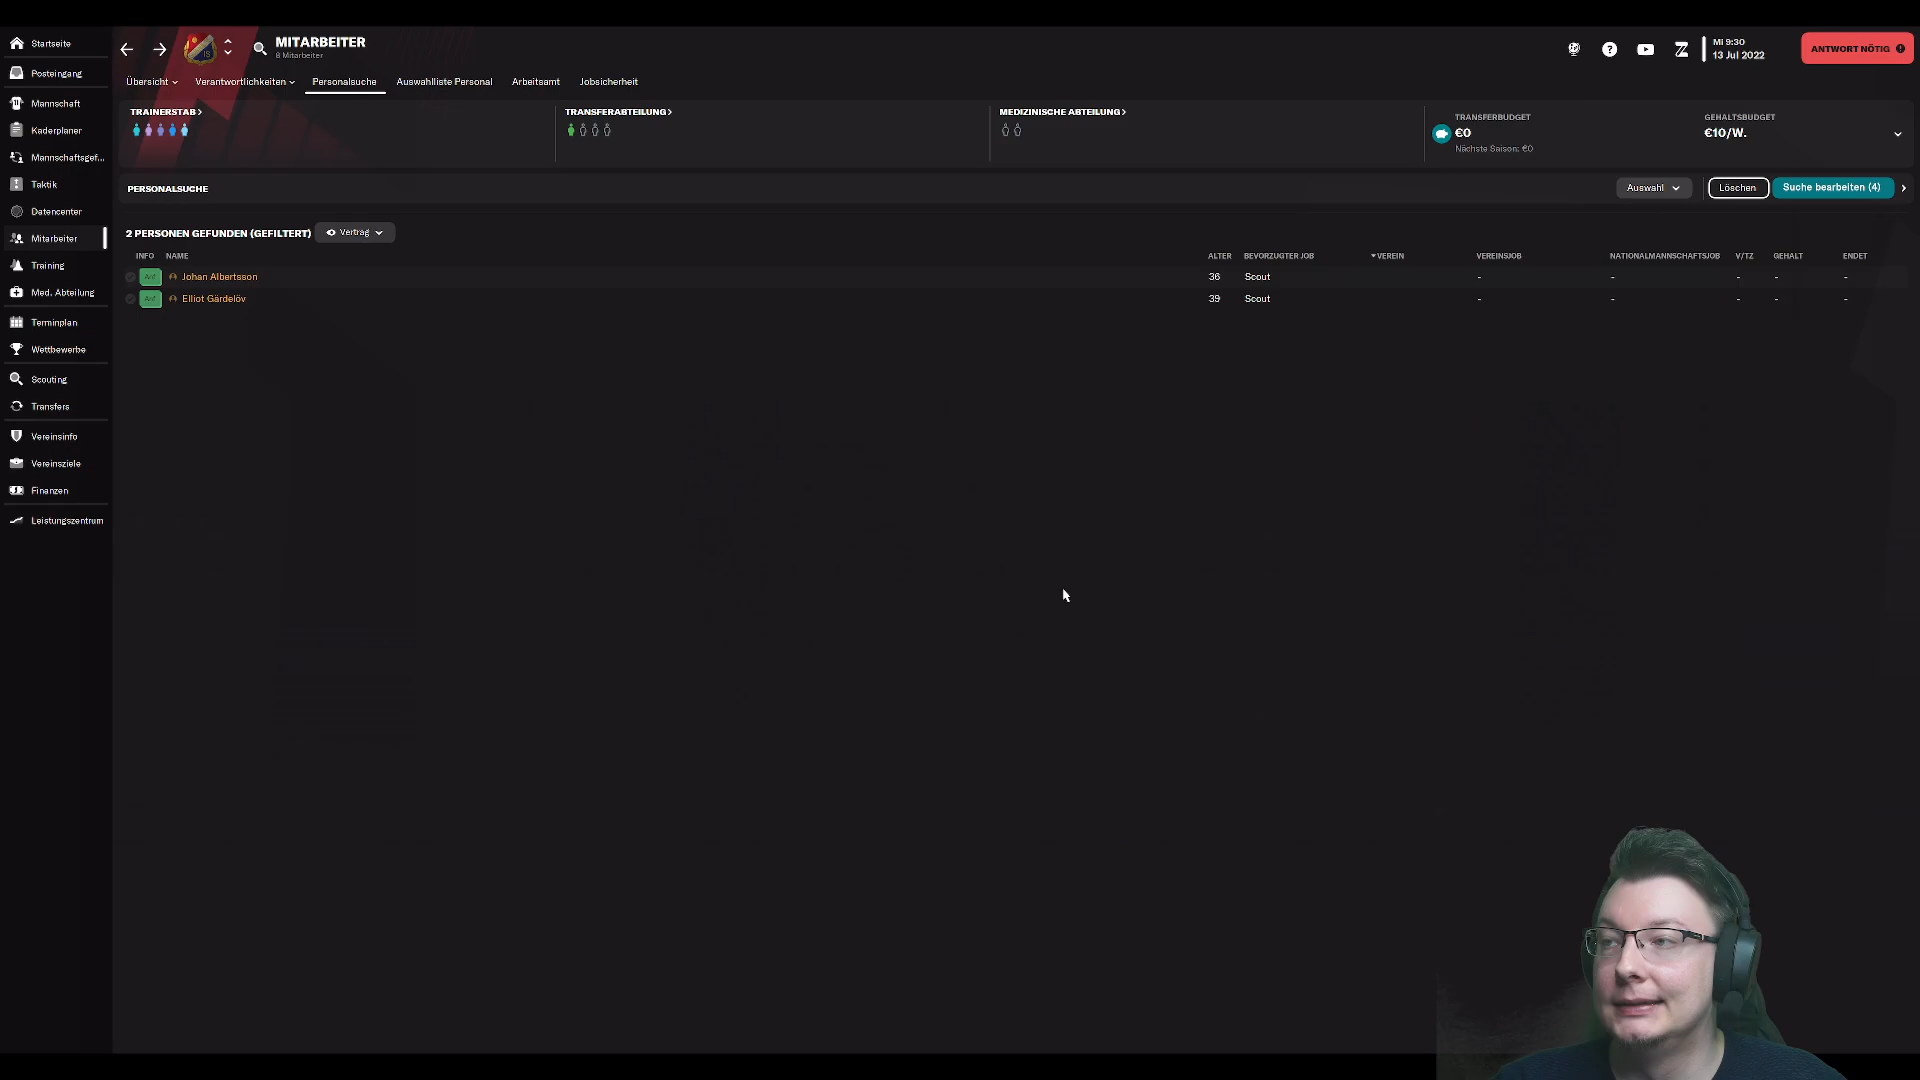 Startseite
Posteingang
Mannschaft
Kaderplaner
Mannschaftsgef...
Taktik
Datencenter
Mitarbeiter
Training
Med. Abteilung
Terminplan
Wettbewerbe
Scouting
Transfers
Vereinsinfo
Vereinsziele
Finanzen
Leistungszentrum
MITARBEITER
8 Mitarbeiter
Mi 9:30
13 Jul 2022
ANTWORT NÖTIG
Übersicht Verantwortlichkeiten Personalsuche Auswahlliste Personal Arbeitsamt Jobsicherheit
TRAINERSTAB>
TRANSFERABTEILUNG>
MEDIZINISCHE ABTEILUNG>
TRANSFERBUDGET
€0
Nächste Saison: €0
GEHALTSBUDGET
€10/W.
PERSONALSUCHE
Auswahl Löschen Suche bearbeiten (4)
2 PERSONEN GEFUNDEN (GEFILTERT) Vertrag
INFO NAME ALTER BEVORZUGTER JOB VEREIN VEREINSJOB NATIONALMANNSCHAFTSJOB V/TZ GEHALT ENDET
Anf Johan Albertsson 36 Scout - - - - -
Anf Elliot Gärdelöv 39 Scout - - - - -